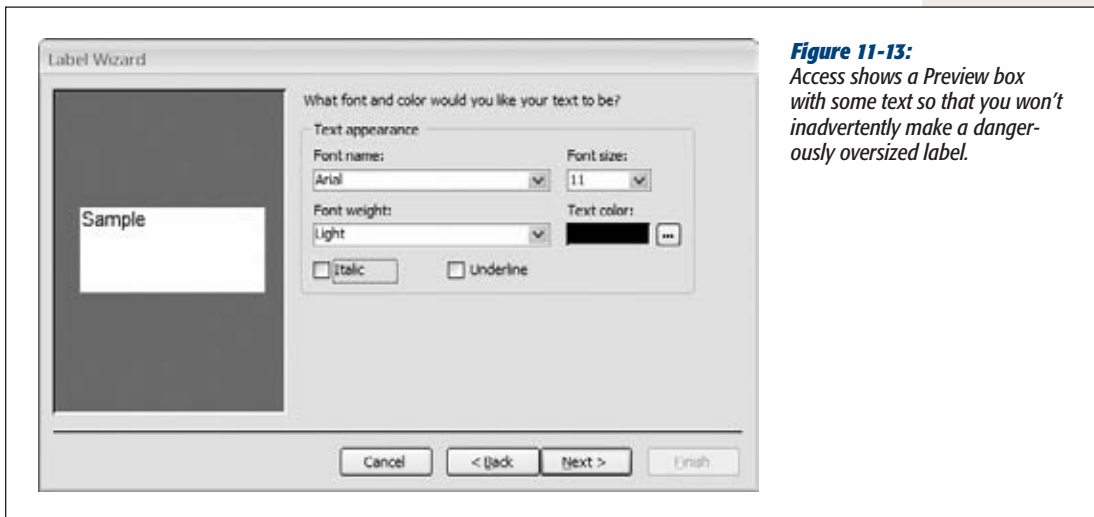 Label Wizard
What font and color would you like your text to be?
Text appearance
Font name:
Font size:
Arial
11
Font weight:
Text color:
Light
...
Italic
Underline
Sample
Cancel
< Back
Next >
Finish
Figure 11-13:
Access shows a Preview box
with some text so that you won't
inadvertently make a danger-
ously oversized label.